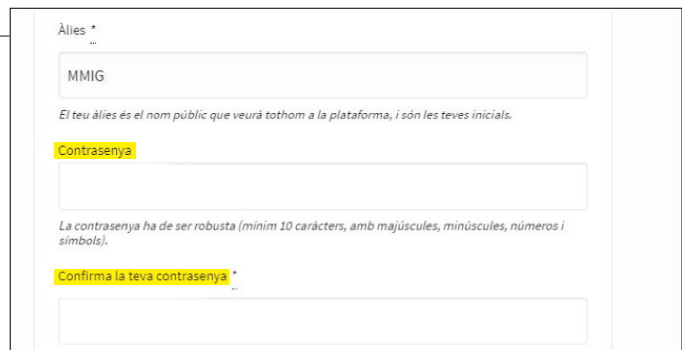 Àlies *
MMIG
El teu àlies és el nom públic que veurà tothom a la plataforma, i són les teves inicials.
Contrasenya
La contrasenya ha de ser robusta (mínim 10 caràcters, amb majúscules, minúscules, números i
símbols).
Confirma la teva contrasenya *